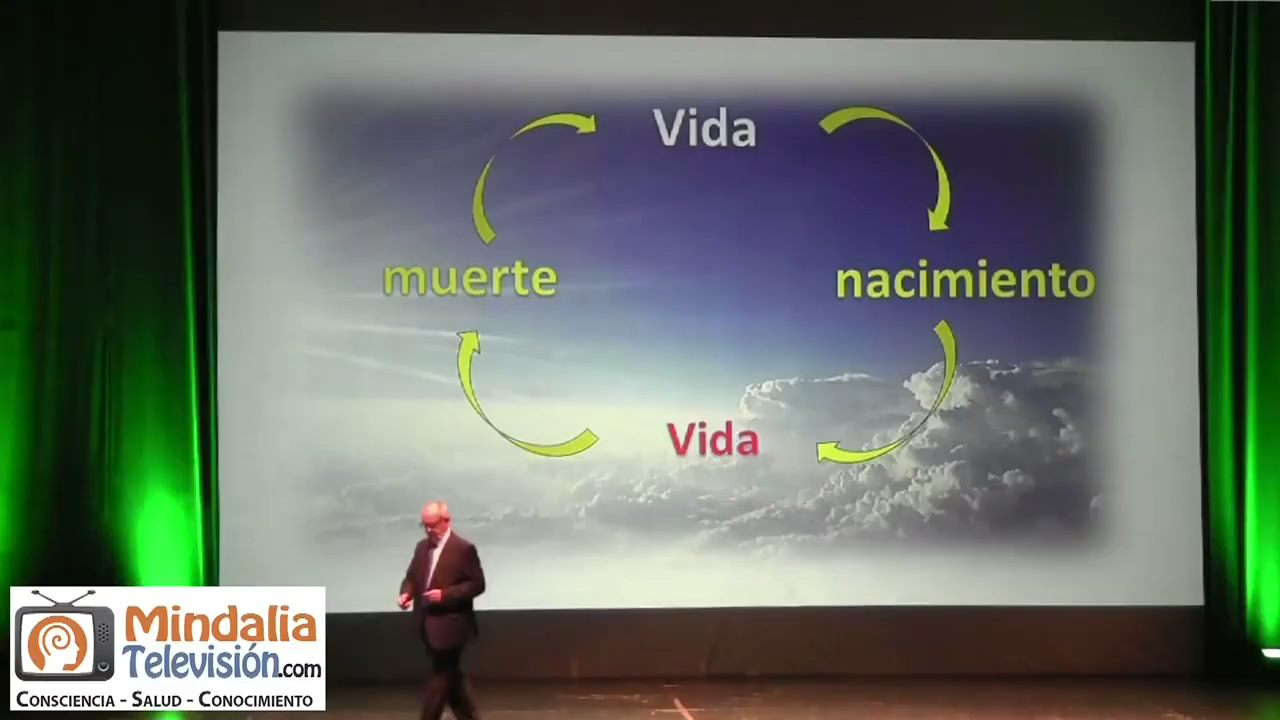 Vida
muerte
nacimiento
Vida
Mindalia
Televisión.com
CONSCIENCIA - SALUD - CONOCIMIENTO